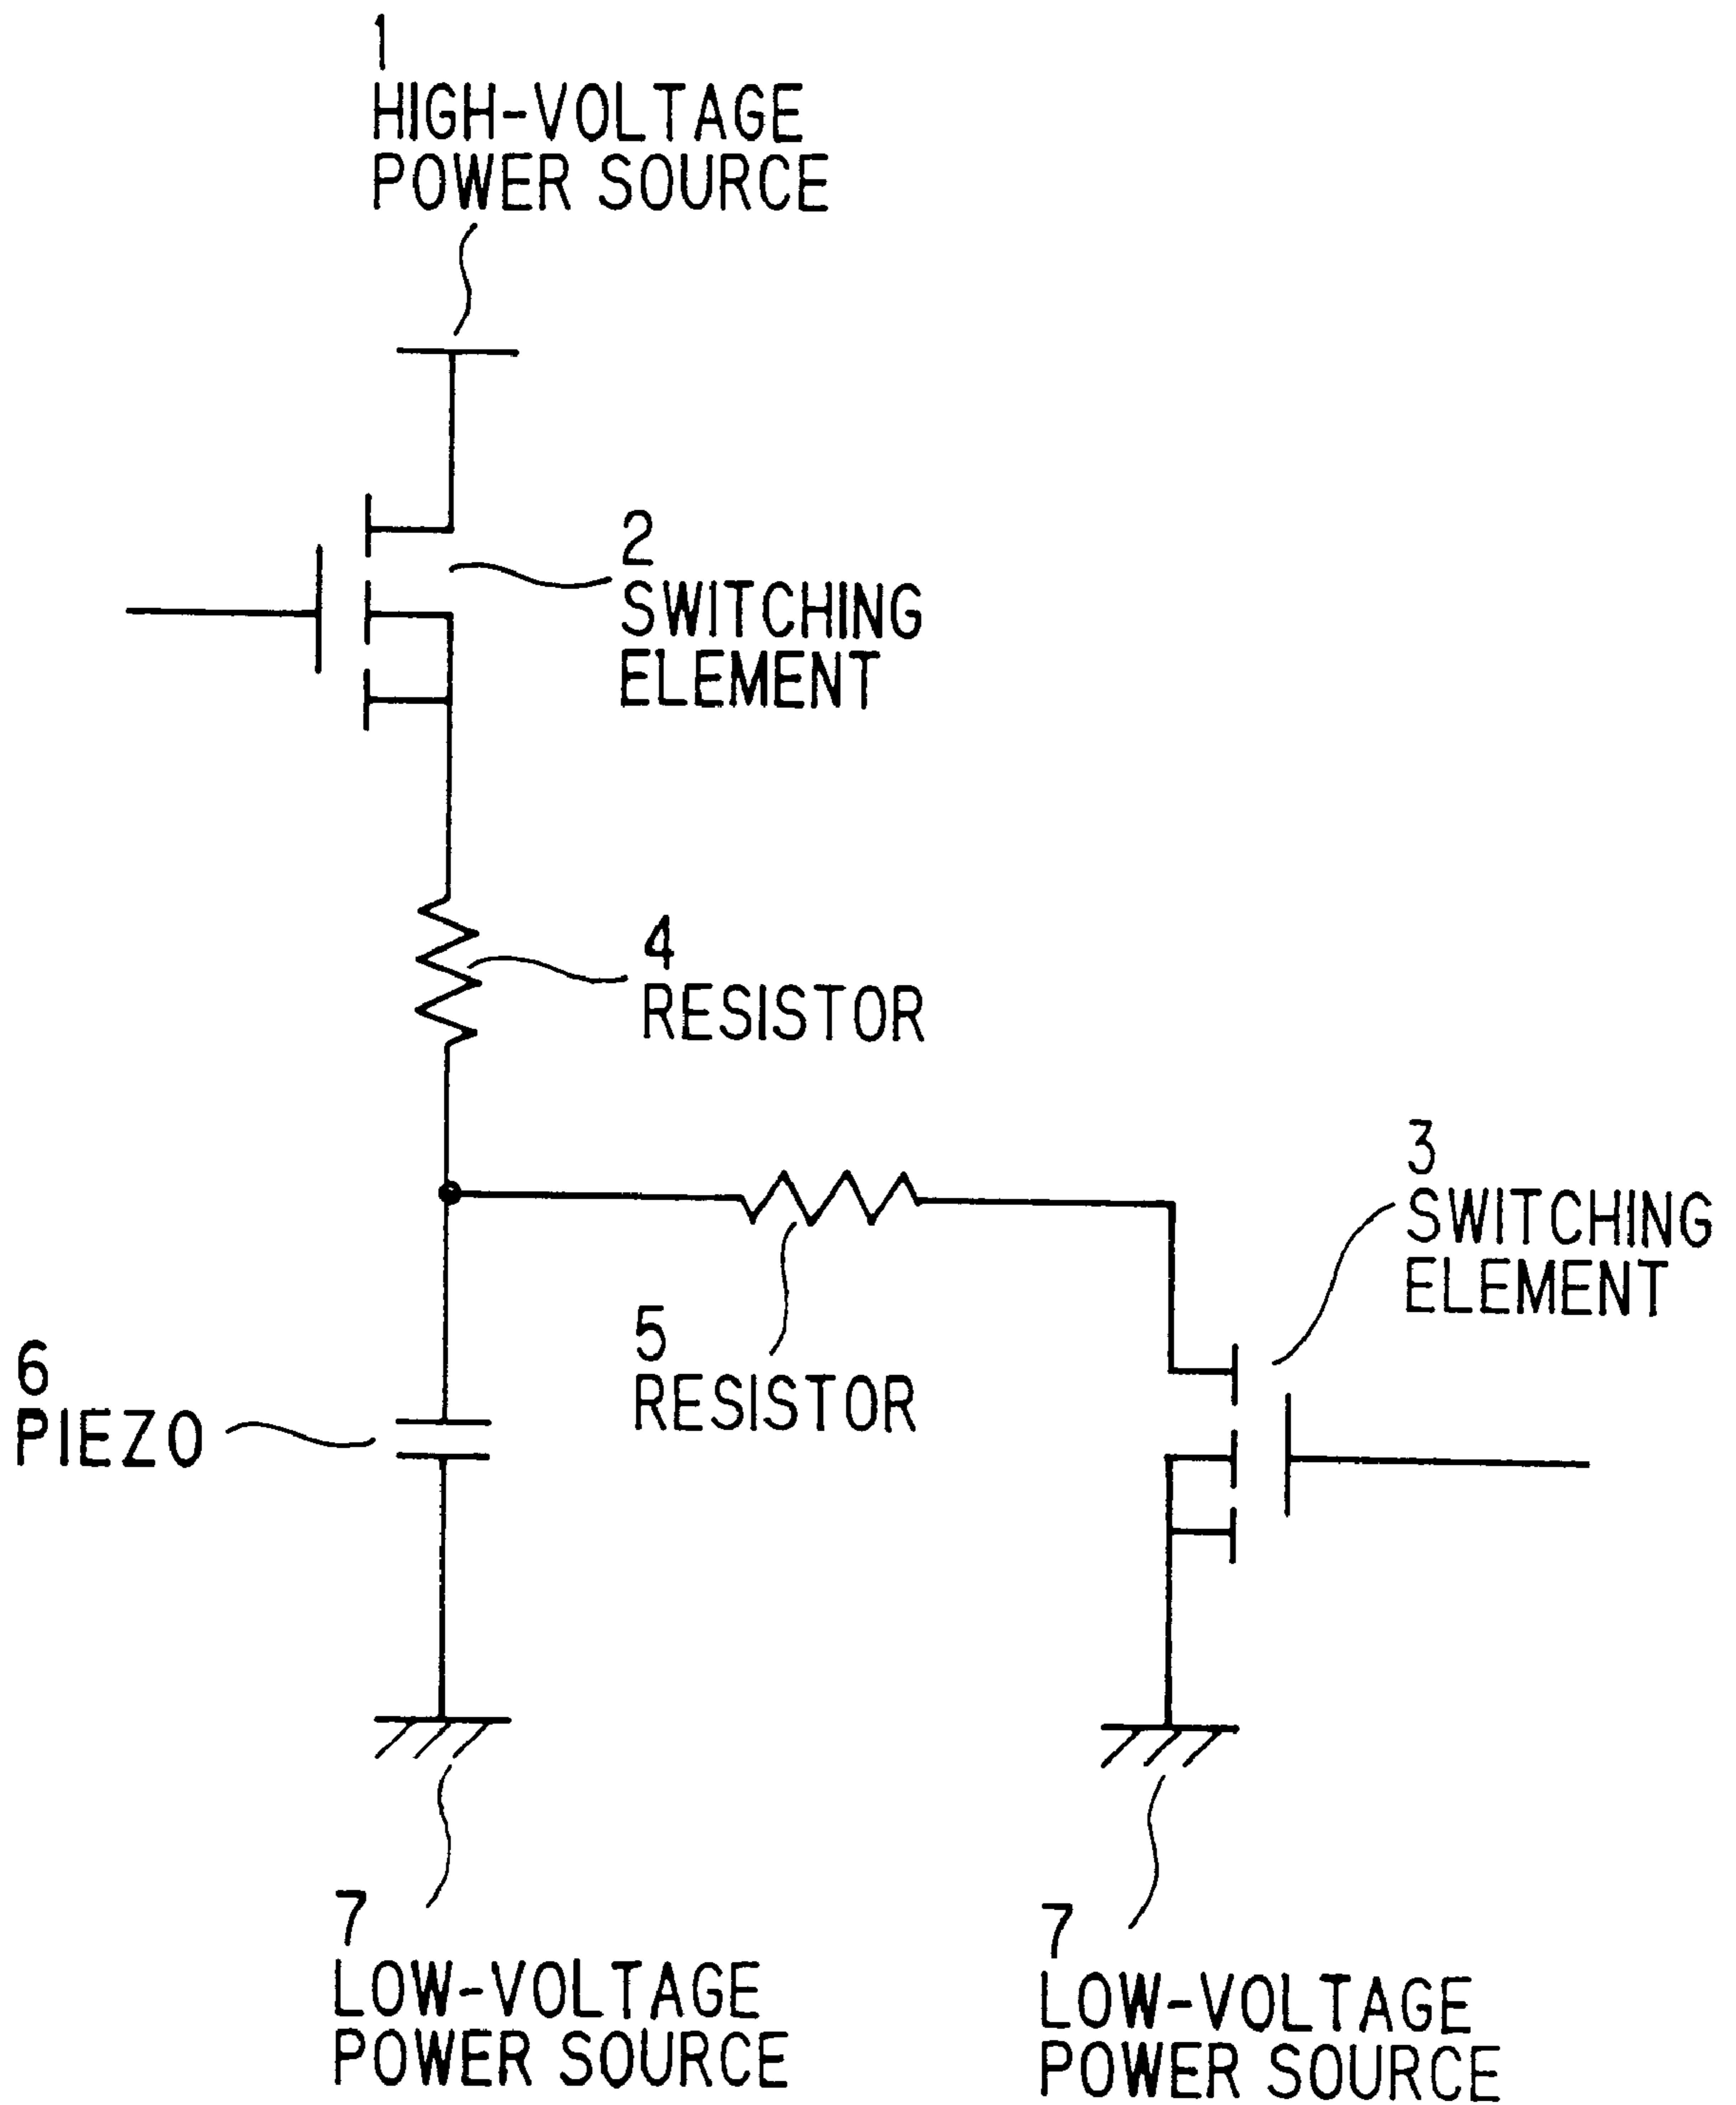 1
HIGH-VOLTAGE
POWER SOURCE
2
SWITCHING
ELEMENT
4
RESISTOR
3
SWITCHING
ELEMENT
5
RESISTOR
6
PIEZO
7
LOW-VOLTAGE
POWER SOURCE
7
LOW-VOLTAGE
POWER SOURCE